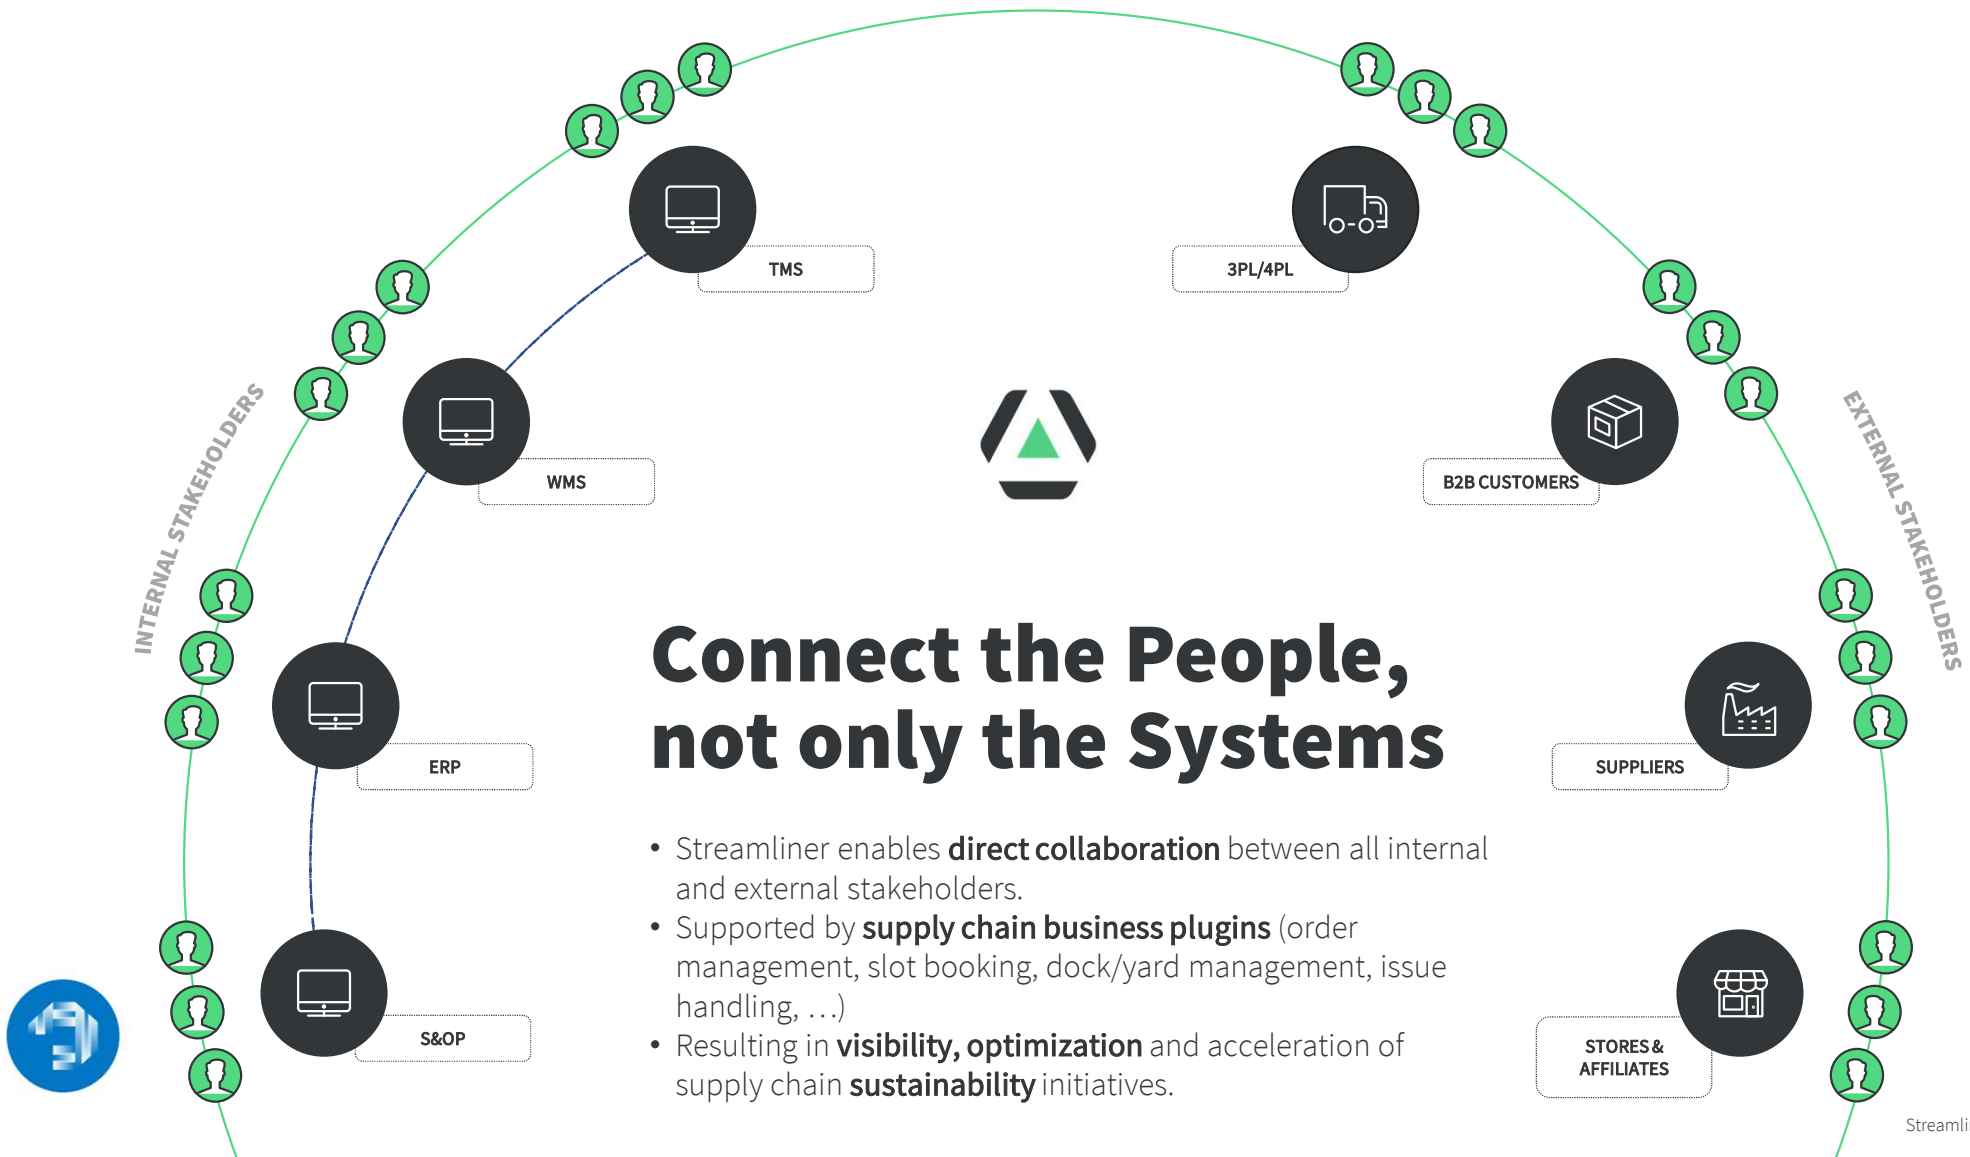 TMS
3PL/4PL
WMS
B2B CUSTOMERS
INTERNAL STAKEHOLDERS
EXTERNAL STAKEHOLDERS
Connect the People,
not only the Systems
ERP
SUPPLIERS
• Streamliner enables direct collaboration between all internal
and external stakeholders.
• Supported by supply chain business plugins (order
management, slot booking, dock/yard management, issue
handling, …)
• Resulting in visibility, optimization and acceleration of
supply chain sustainability initiatives.
S&OP
STORES &
AFFILIATES